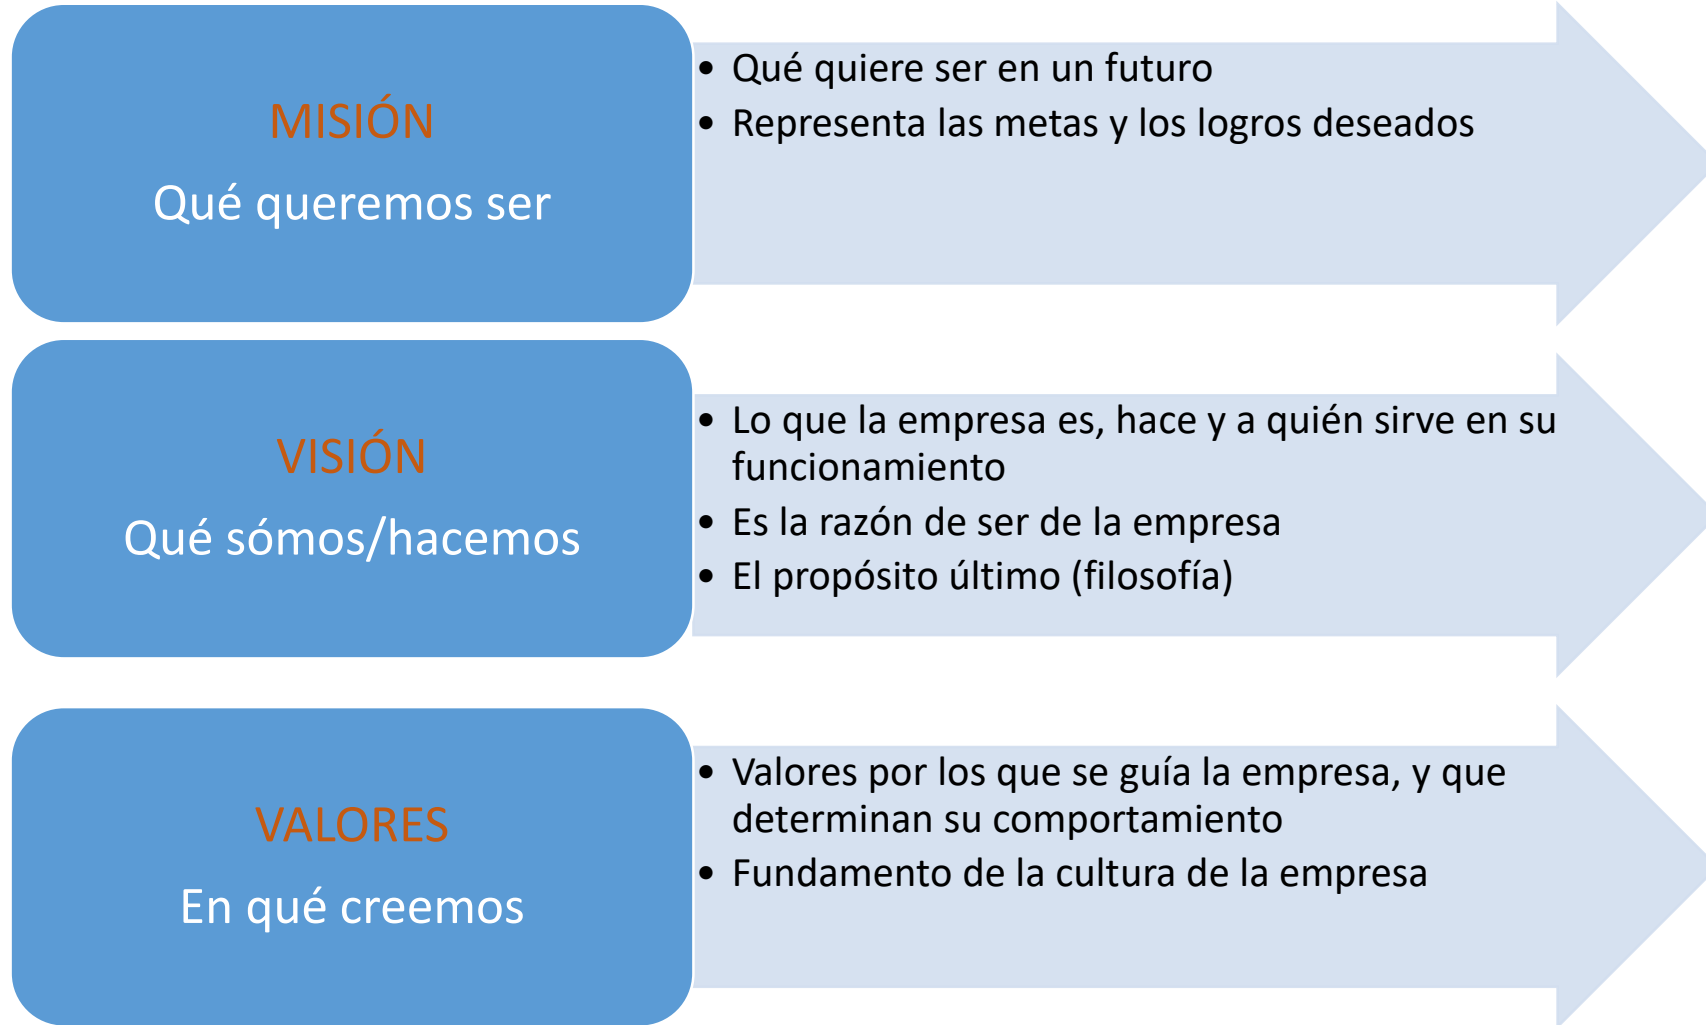 MISIÓN
Qué queremos ser
• Qué quiere ser en un futuro
• Representa las metas y los logros deseados
VISIÓN
Qué sómos/hacemos
• Lo que la empresa es, hace y a quién sirve en su
funcionamiento
• Es la razón de ser de la empresa
• El propósito último (filosofía)
VALORES
En qué creemos
• Valores por los que se guía la empresa, y que
determinan su comportamiento
• Fundamento de la cultura de la empresa